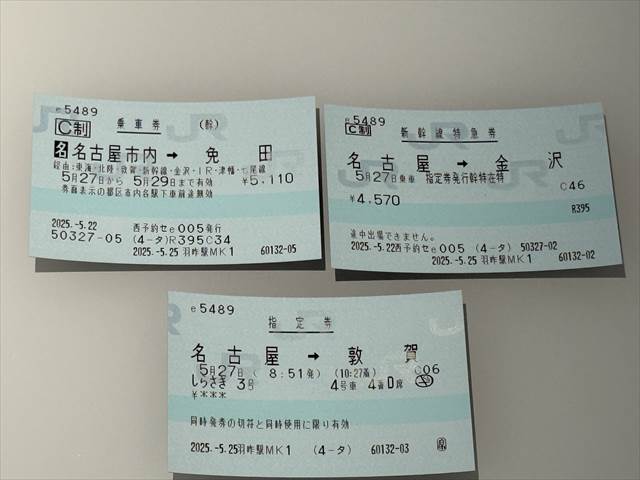 e5489
C制
乗車券
(幹)
名 名古屋市内 → 免田
経由:東海・北陸・敦賀・新幹線・金沢・IR・津幡・七尾線
5月27日から 5月29日まで有効 ¥5,110
券面表示の都区市内各駅下車前途無効
2025.-5.22 西予約セe005発行
50327-05 (4-タ)R395C34
2025.-5.25 羽咋駅MK1 60132-05
e5489
C制
新幹線特急券
名古屋 → 金沢
5月27日乗車 指定券発行幹特在特
¥4,570
C46
R395
途中出場できません。
2025.-5.22西予約セe005 (4-タ) 50327-02
2025.-5.25 羽咋駅MK1 60132-02
e5489
指定券
名古屋 → 敦賀
5月27日 ( 8:51発) (10:27着) C06
しらさぎ 3号 4号車 4番D席
¥***
同時発券の切符と同時使用に限り有効
2025.-5.25羽咋駅MK1 (4-タ) 60132-03